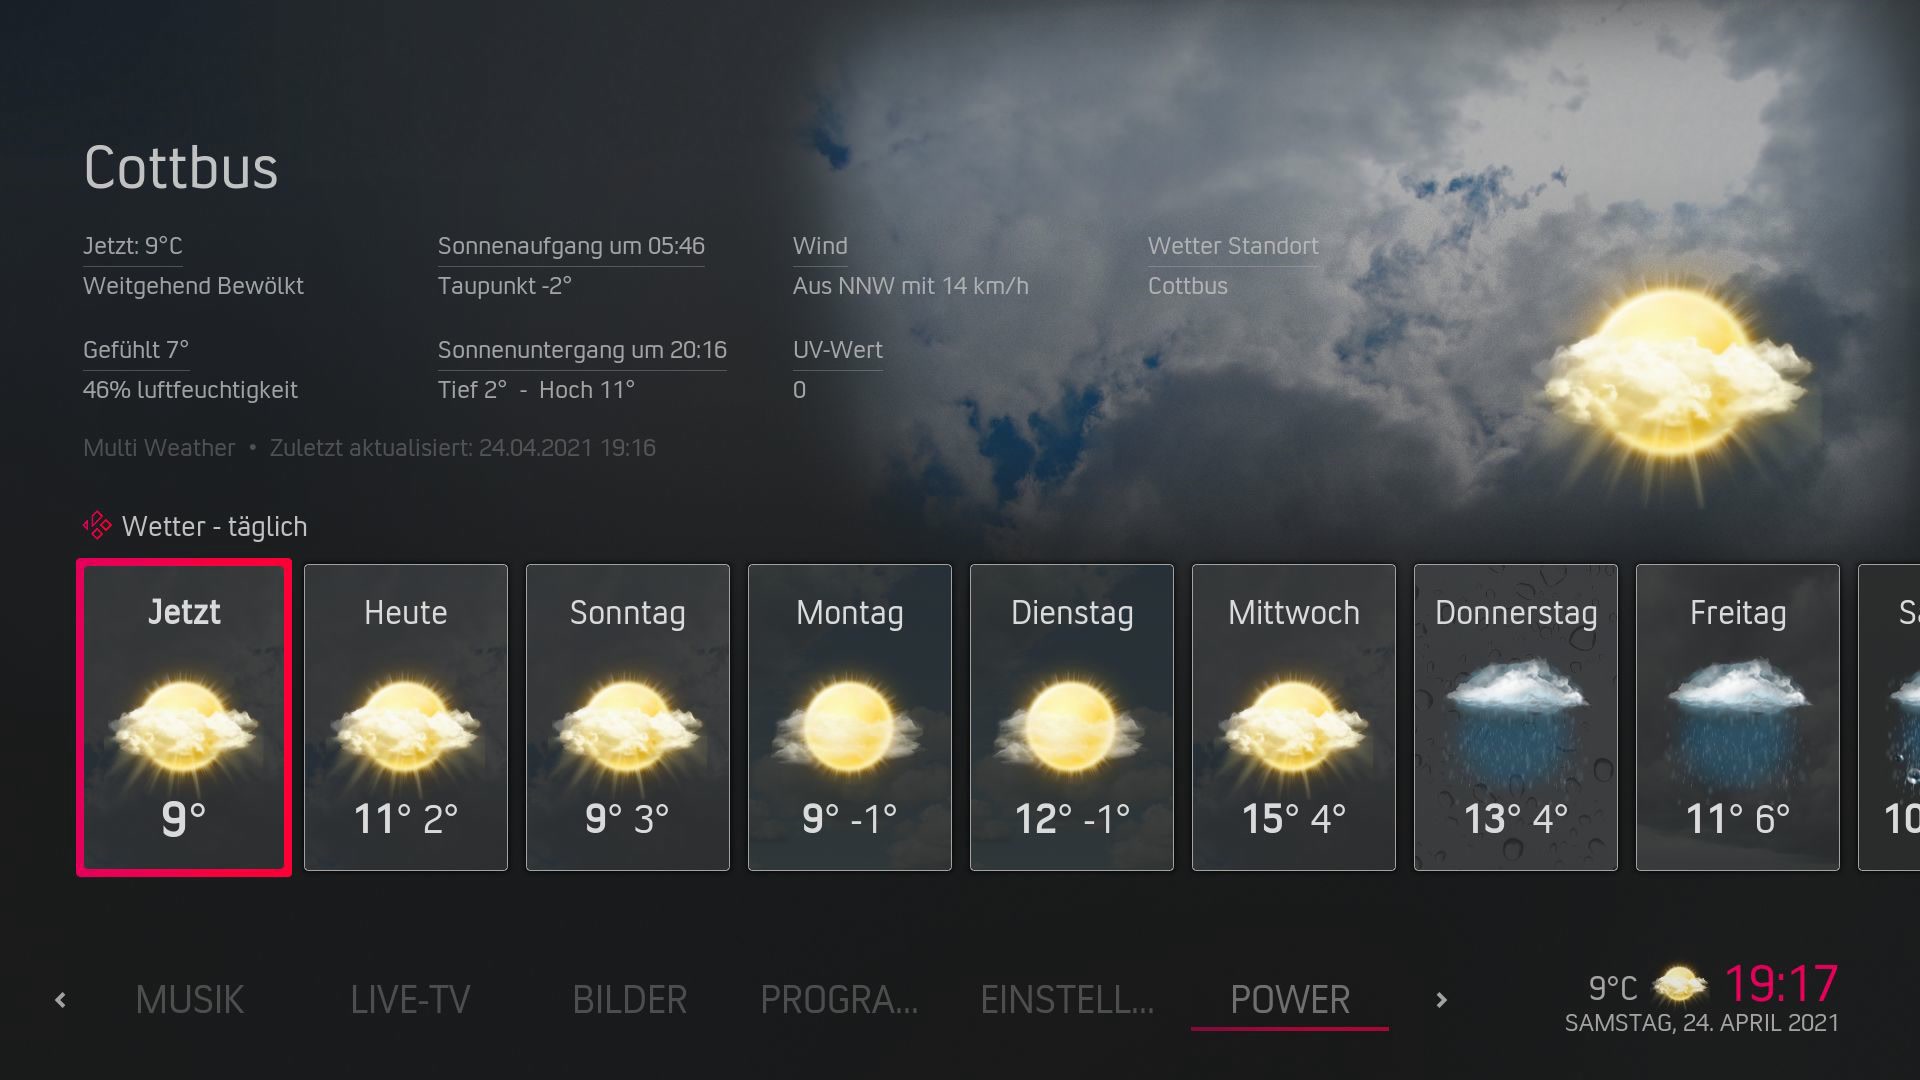 Cottbus
Jetzt: 9°C
Weitgehend Bewölkt
Sonnenaufgang um 05:46
Taupunkt -2°
Wind
Aus NNW mit 14 km/h
Wetter Standort
Cottbus
Gefühlt 7°
46% luftfeuchtigkeit
Sonnenuntergang um 20:16
Tief 2° - Hoch 11°
UV-Wert
0
Multi Weather • Zuletzt aktualisiert: 24.04.2021 19:16
Wetter - täglich
Jetzt
9°
Heute
11° 2°
Sonntag
9° 3°
Montag
9° -1°
Dienstag
12° -1°
Mittwoch
15° 4°
Donnerstag
13° 4°
Freitag
11° 6°
MUSIK
LIVE-TV
BILDER
PROGRA...
EINSTELL...
POWER
9°C
19:17
SAMSTAG, 24. APRIL 2021